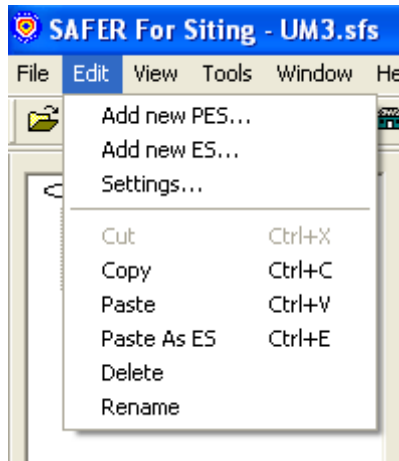 SAFER For Siting - UM3.sfs
File Edit View Tools Window He
Add new PES...
Add new ES...
Settings...
Cut Ctrl+X
Copy Ctrl+C
Paste Ctrl+V
Paste As ES Ctrl+E
Delete
Rename